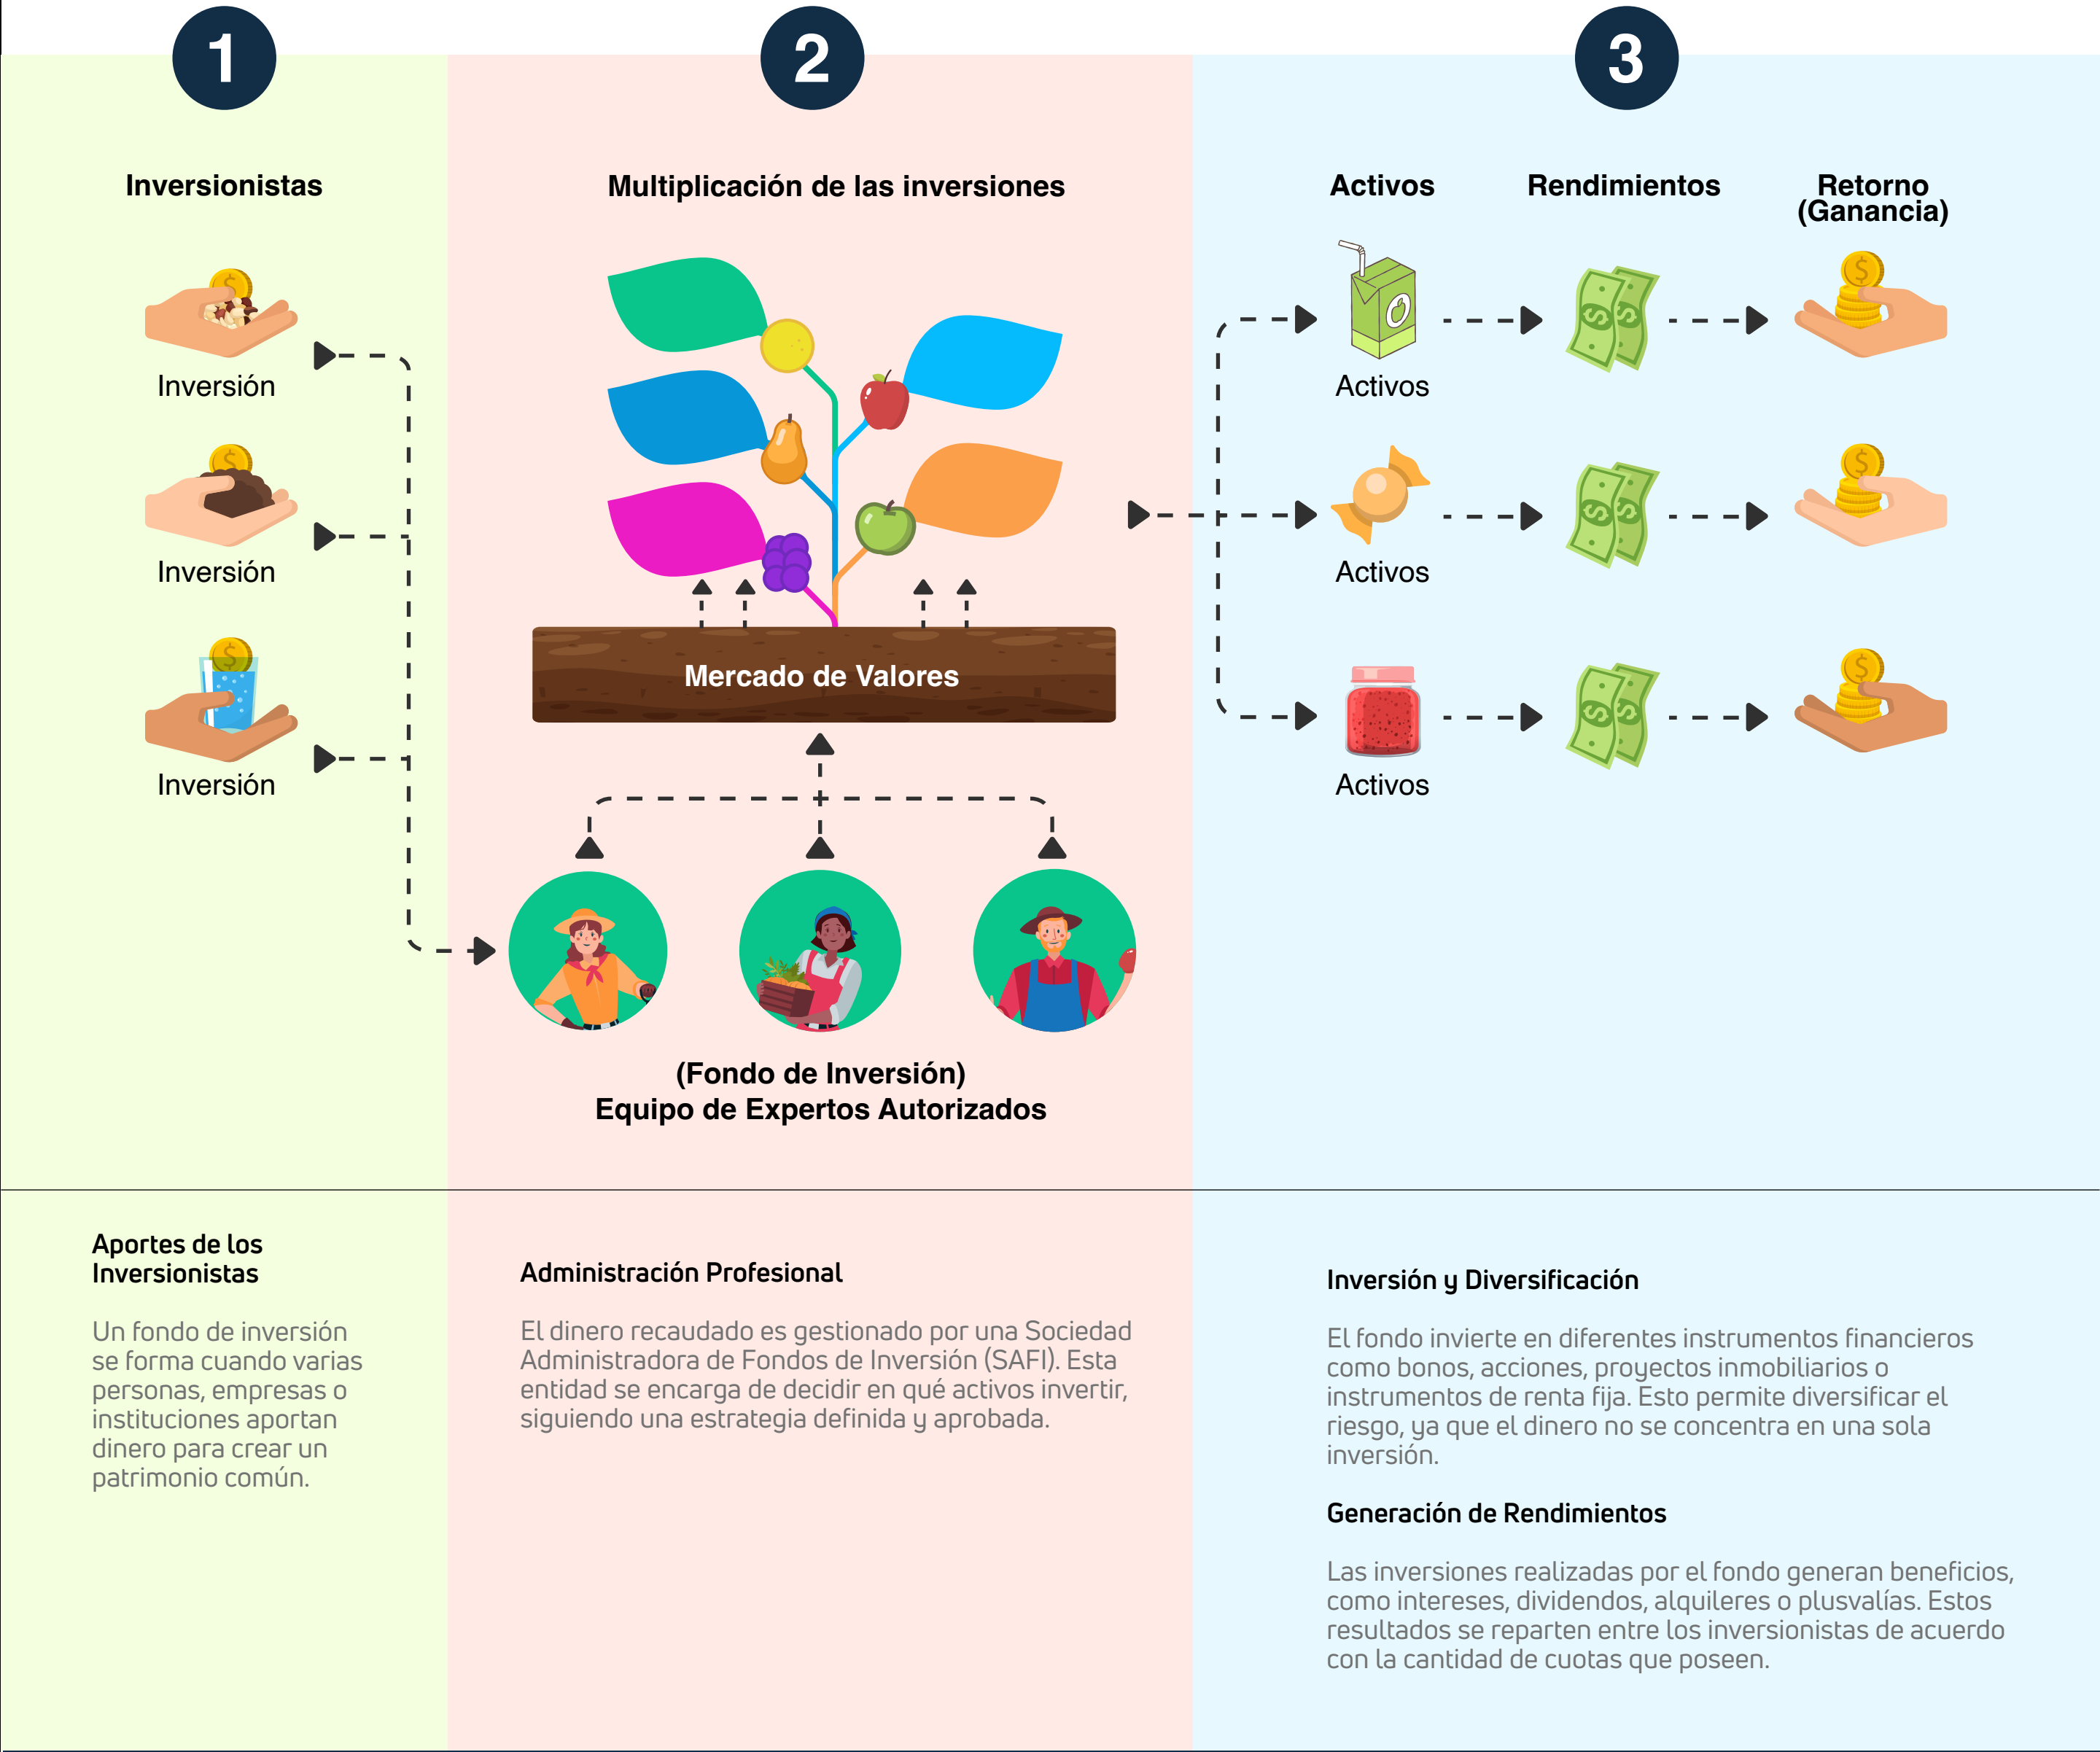 1
2
3
Inversionistas
Inversión
Inversión
Inversión
Multiplicación de las inversiones
Mercado de Valores
(Fondo de Inversión)
Equipo de Expertos Autorizados
Activos
Rendimientos
Retorno
(Ganancia)
Activos
Activos
Activos
Aportes de los
Inversionistas
Un fondo de inversión
se forma cuando varias
personas, empresas o
instituciones aportan
dinero para crear un
patrimonio común.
Administración Profesional
El dinero recaudado es gestionado por una Sociedad
Administradora de Fondos de Inversión (SAFI). Esta
entidad se encarga de decidir en qué activos invertir,
siguiendo una estrategia definida y aprobada.
Inversión y Diversificación
El fondo invierte en diferentes instrumentos financieros
como bonos, acciones, proyectos inmobiliarios o
instrumentos de renta fija. Esto permite diversificar el
riesgo, ya que el dinero no se concentra en una sola
inversión.
Generación de Rendimientos
Las inversiones realizadas por el fondo generan beneficios,
como intereses, dividendos, alquileres o plusvalías. Estos
resultados se reparten entre los inversionistas de acuerdo
con la cantidad de cuotas que poseen.